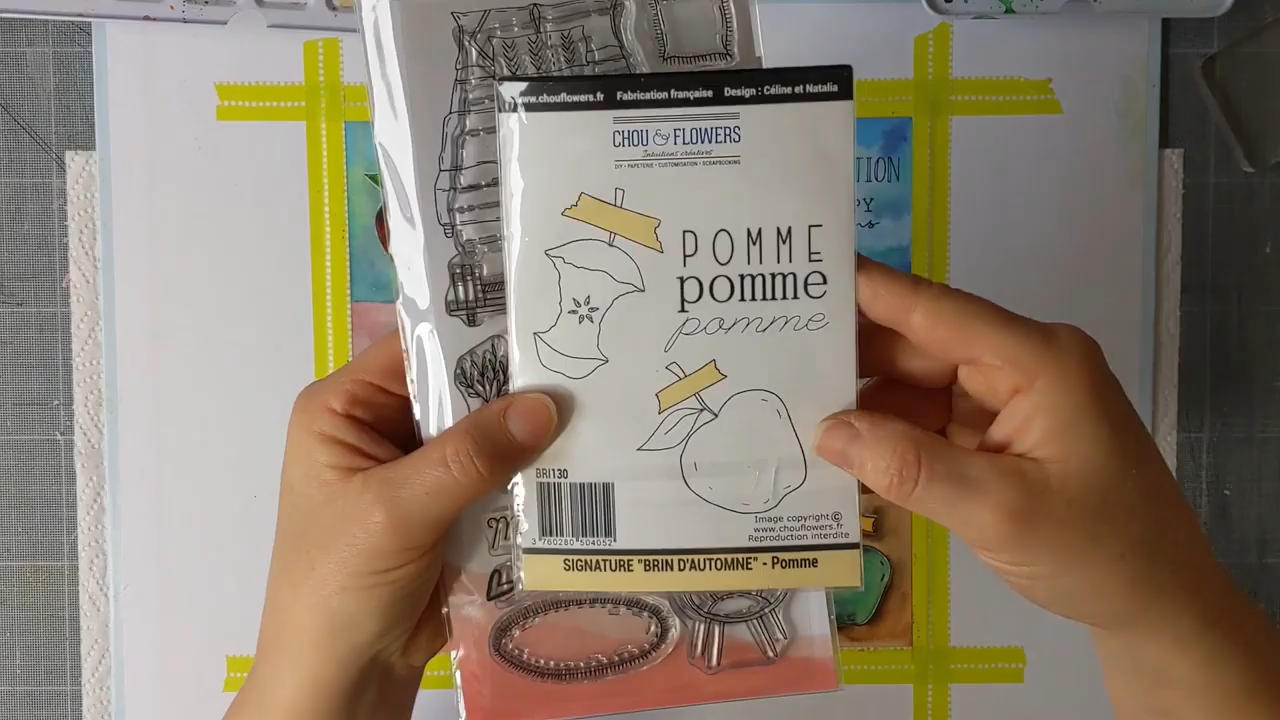 www.chouflowers.fr Fabrication française Design : Céline et Natalia
CHOU & FLOWERS
Intuitions créatives
DIY • PAPETERIE • CUSTOMISATION • SCRAPBOOKING
POMME
pomme
pomme
BRI130
3 760280 504052
Image copyright ©
www.chouflowers.fr
Reproduction interdite
SIGNATURE "BRIN D'AUTOMNE" - Pomme
TION
PY